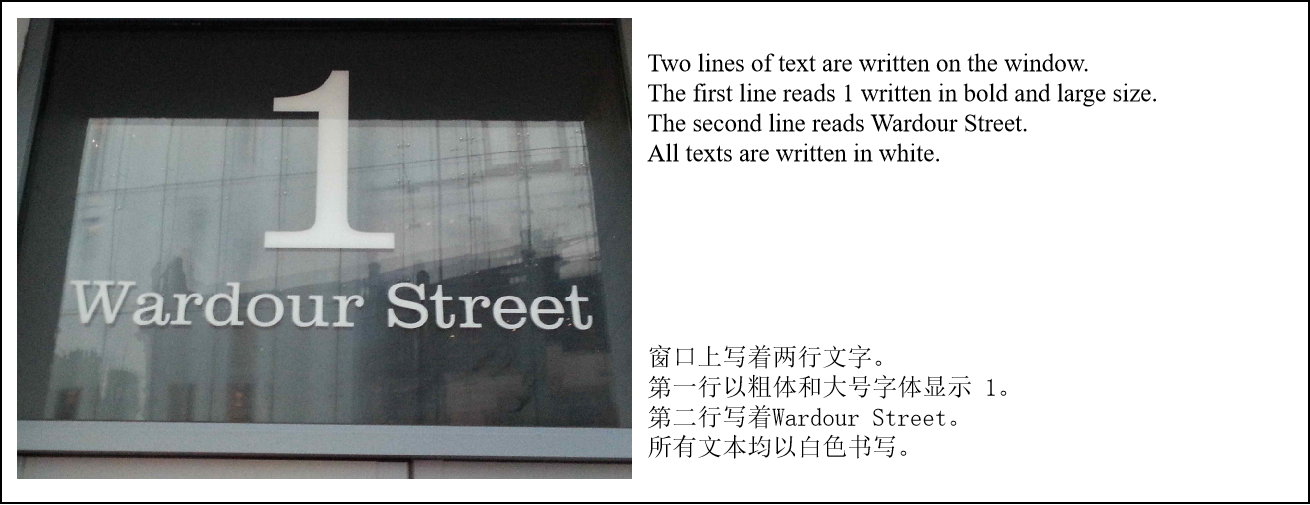 1
Wardour Street
Two lines of text are written on the window.
The first line reads 1 written in bold and large size.
The second line reads Wardour Street.
All texts are written in white.
窗口上写着两行文字。
第一行以粗体和大号字体显示 1。
第二行写着Wardour Street。
所有文本均以白色书写。